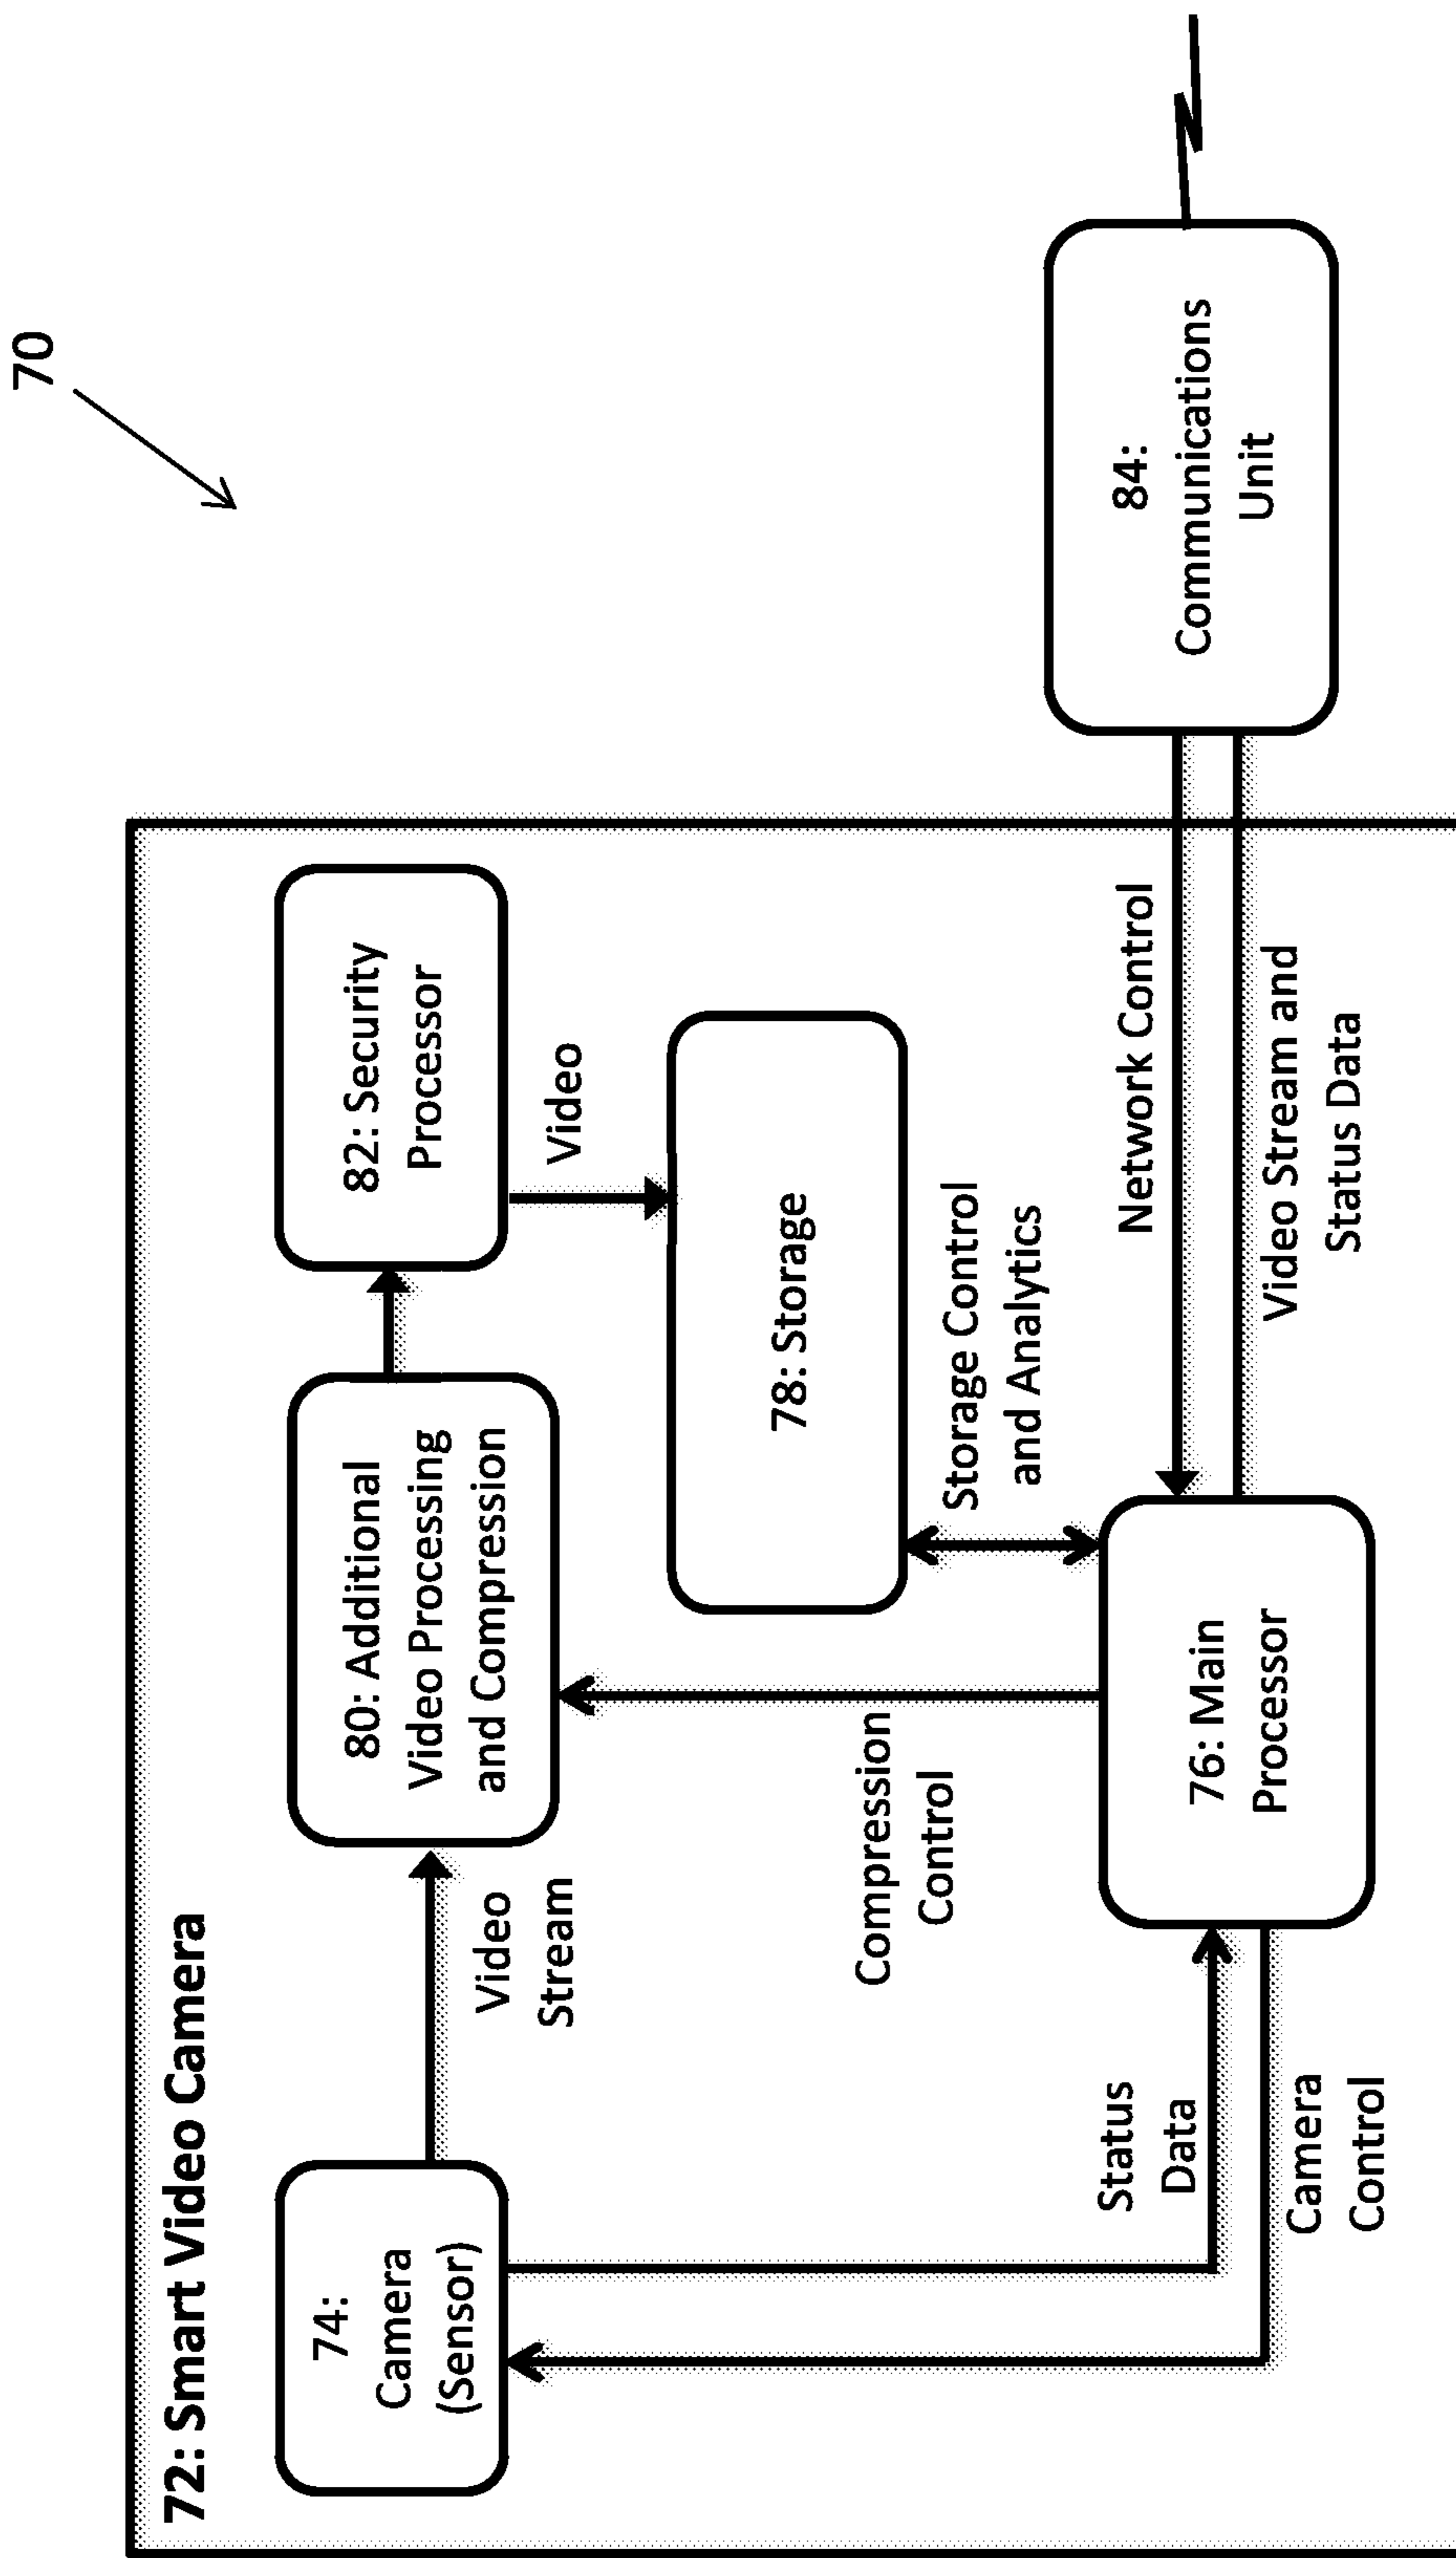 70
72: Smart Video Camera
74:
Camera
(Sensor)
Video
Stream
80: Additional
Video Processing
and Compression
82: Security
Processor
Video
78: Storage
Storage Control
and Analytics
Compression
Control
Status
Data
Camera
Control
76: Main
Processor
Network Control
Video Stream and
Status Data
84:
Communications
Unit